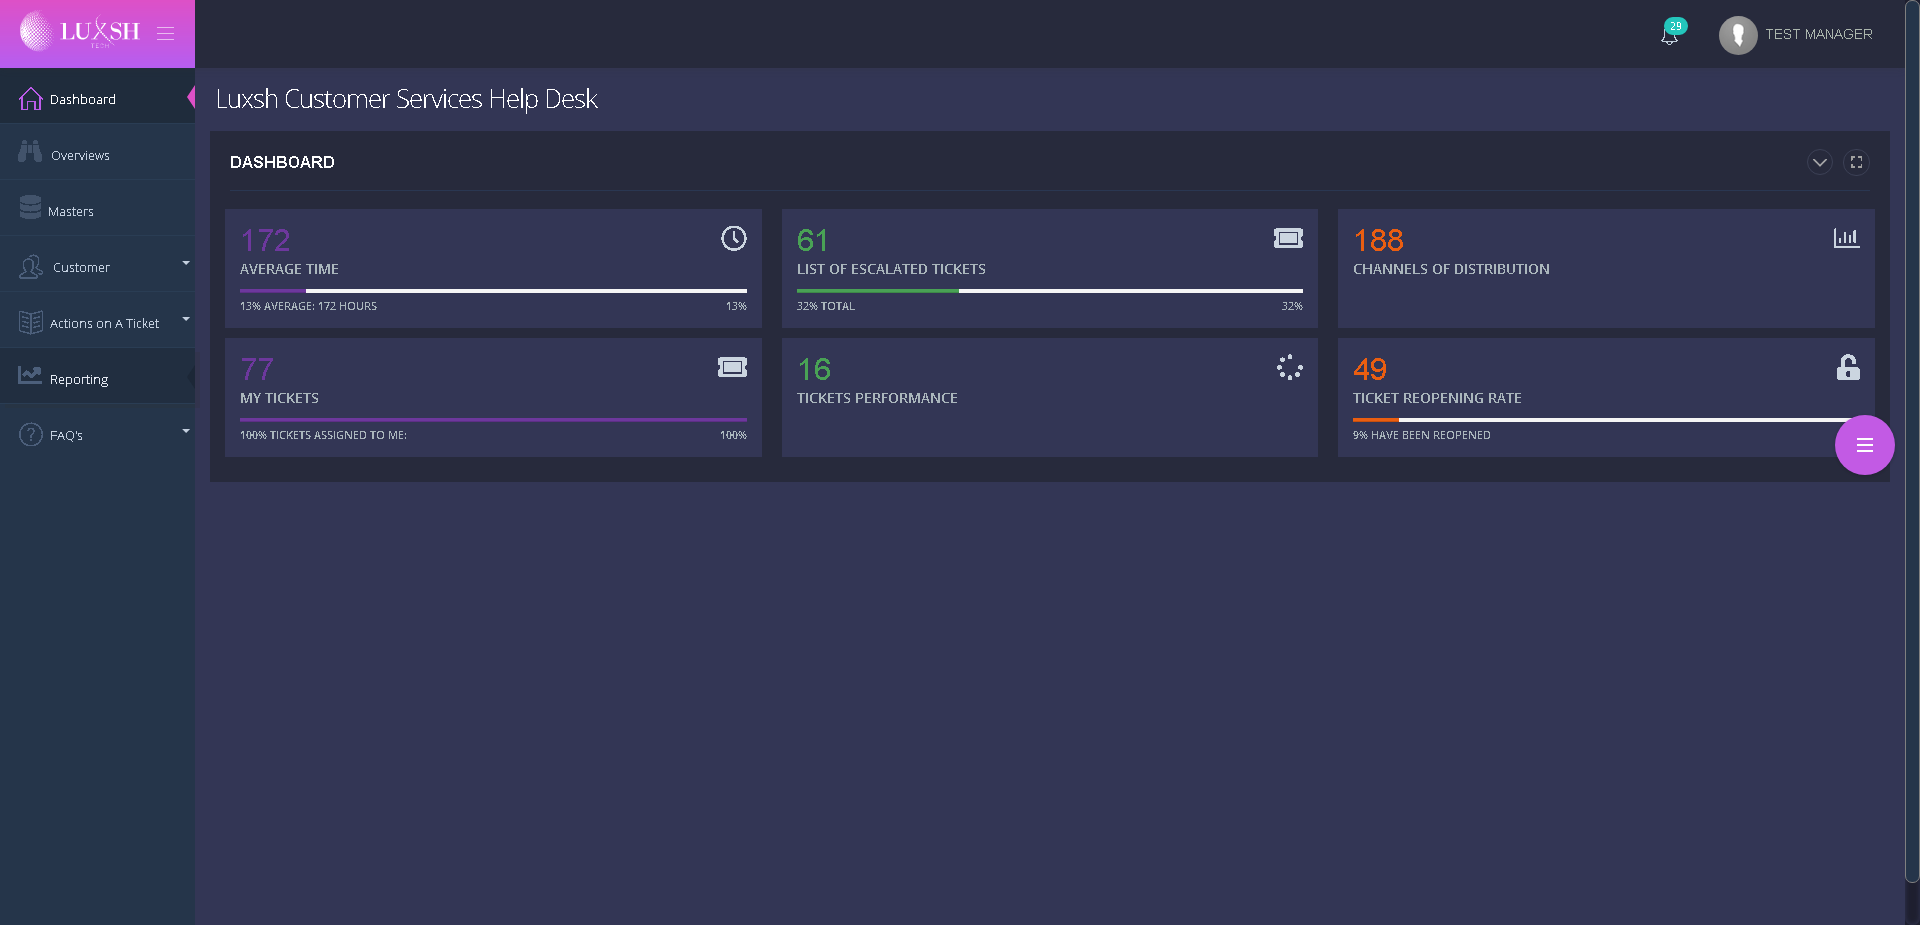 LUXSH
TECH
29
TEST MANAGER
Dashboard
Overviews
Masters
Customer
Actions on A Ticket
Reporting
?
FAQ's
Luxsh Customer Services Help Desk
DASHBOARD
172
AVERAGE TIME
13% AVERAGE: 172 HOURS
13%
61
LIST OF ESCALATED TICKETS
32% TOTAL
32%
188
CHANNELS OF DISTRIBUTION
77
MY TICKETS
100% TICKETS ASSIGNED TO ME:
100%
16
TICKETS PERFORMANCE
49
TICKET REOPENING RATE
9% HAVE BEEN REOPENED